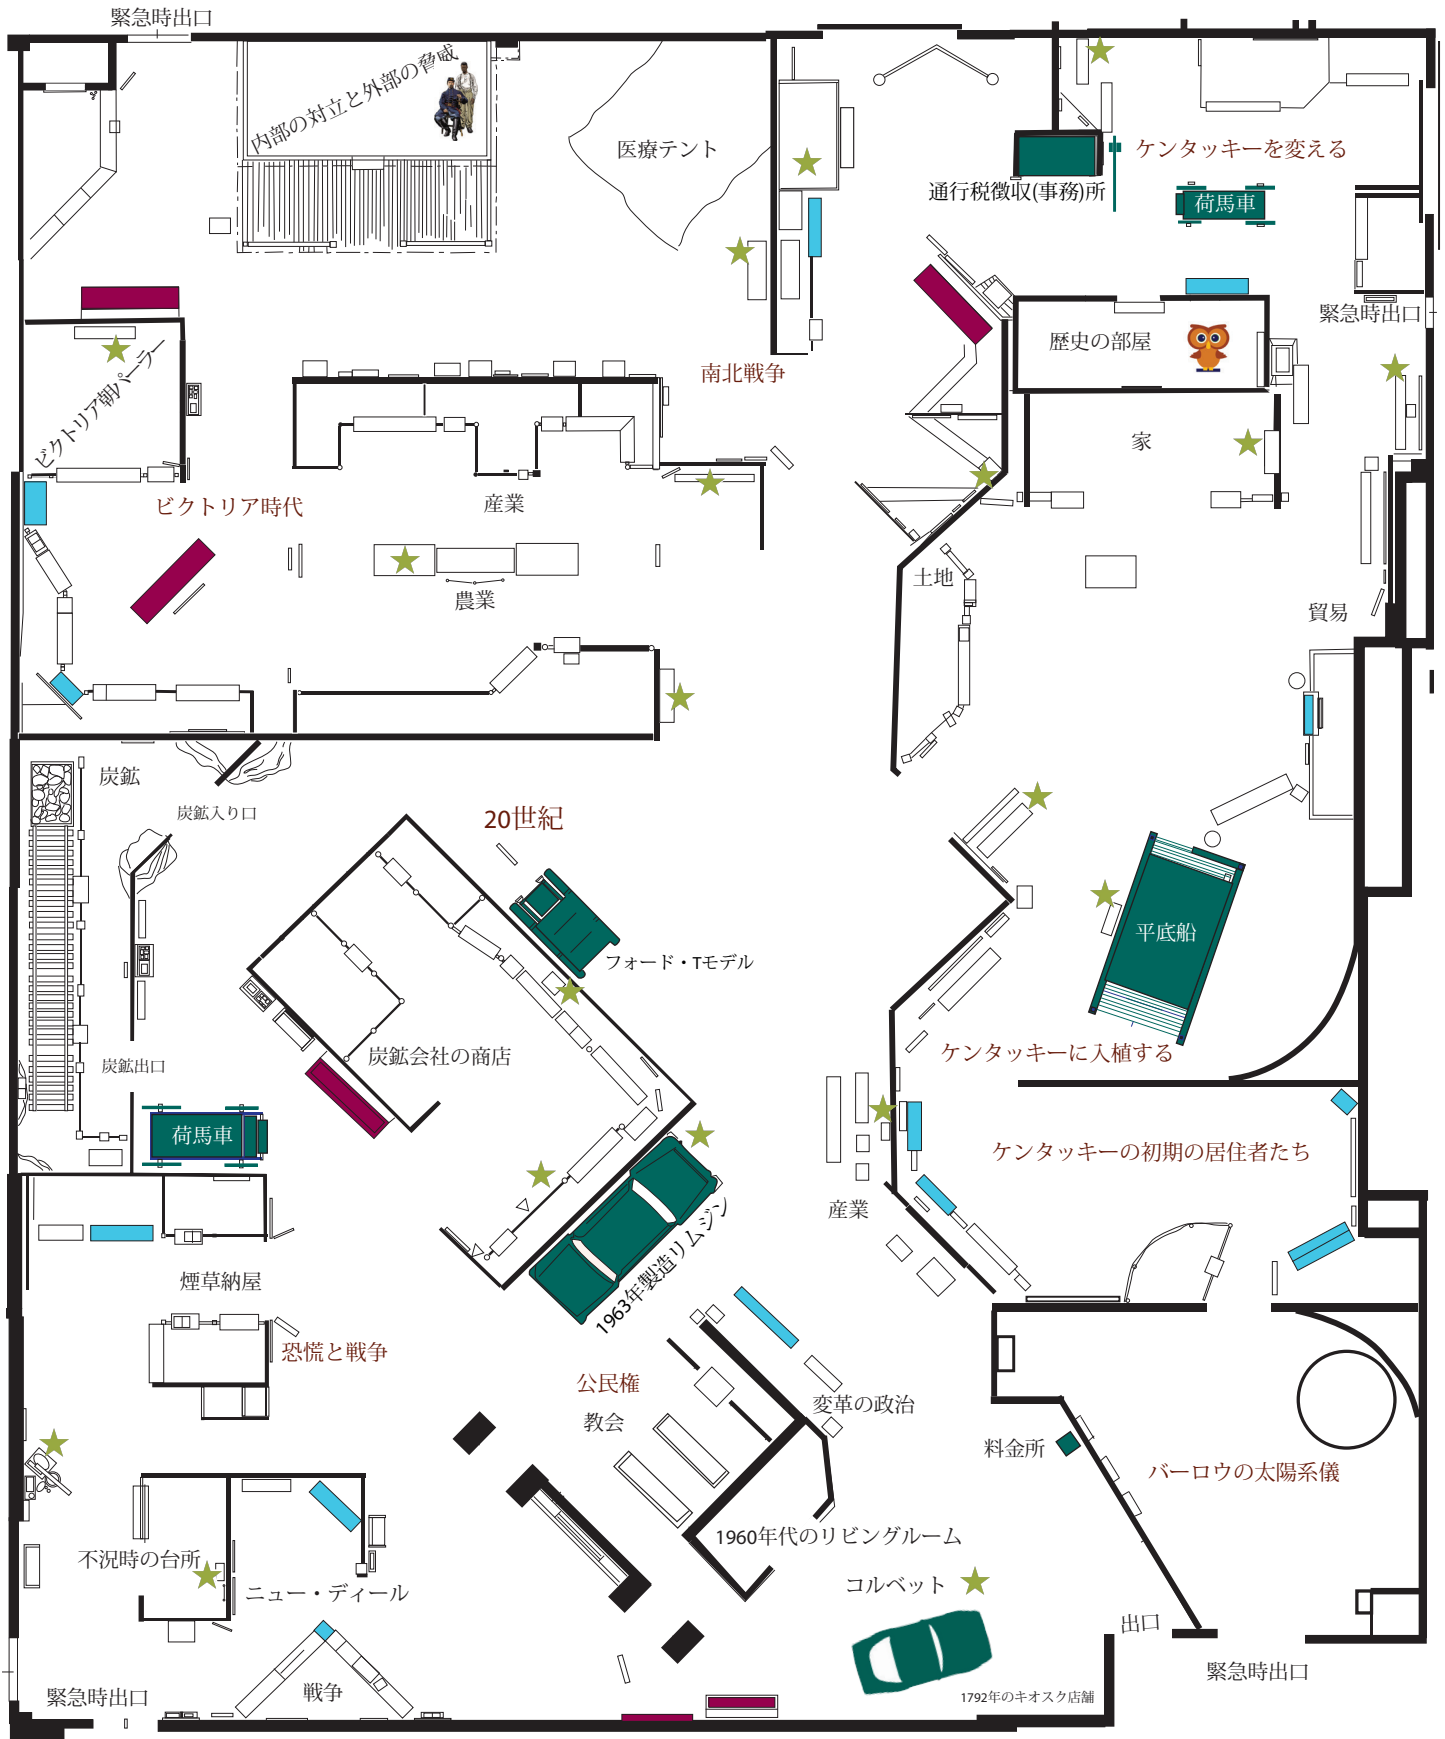 緊急時出口
内部の対立と外部の脅威
医療テント
ケンタッキーを変える
通行税徴収(事務)所
荷馬車
緊急時出口
歴史の部屋
ビクトリア朝パーラー
南北戦争
家
ビクトリア時代
産業
土地
農業
貿易
炭鉱
炭鉱入り口
20世紀
平底船
フォード・Tモデル
炭鉱会社の商店
ケンタッキーに入植する
炭鉱出口
荷馬車
ケンタッキーの初期の居住者たち
産業
煙草納屋
1963年製造リムジン
恐慌と戦争
公民権
変革の政治
教会
料金所
バーロウの太陽系儀
1960年代のリビングルーム
不況時の台所
コルベット
ニュー・ディール
出口
緊急時出口
戦争
緊急時出口
1792年のキオスク店舗